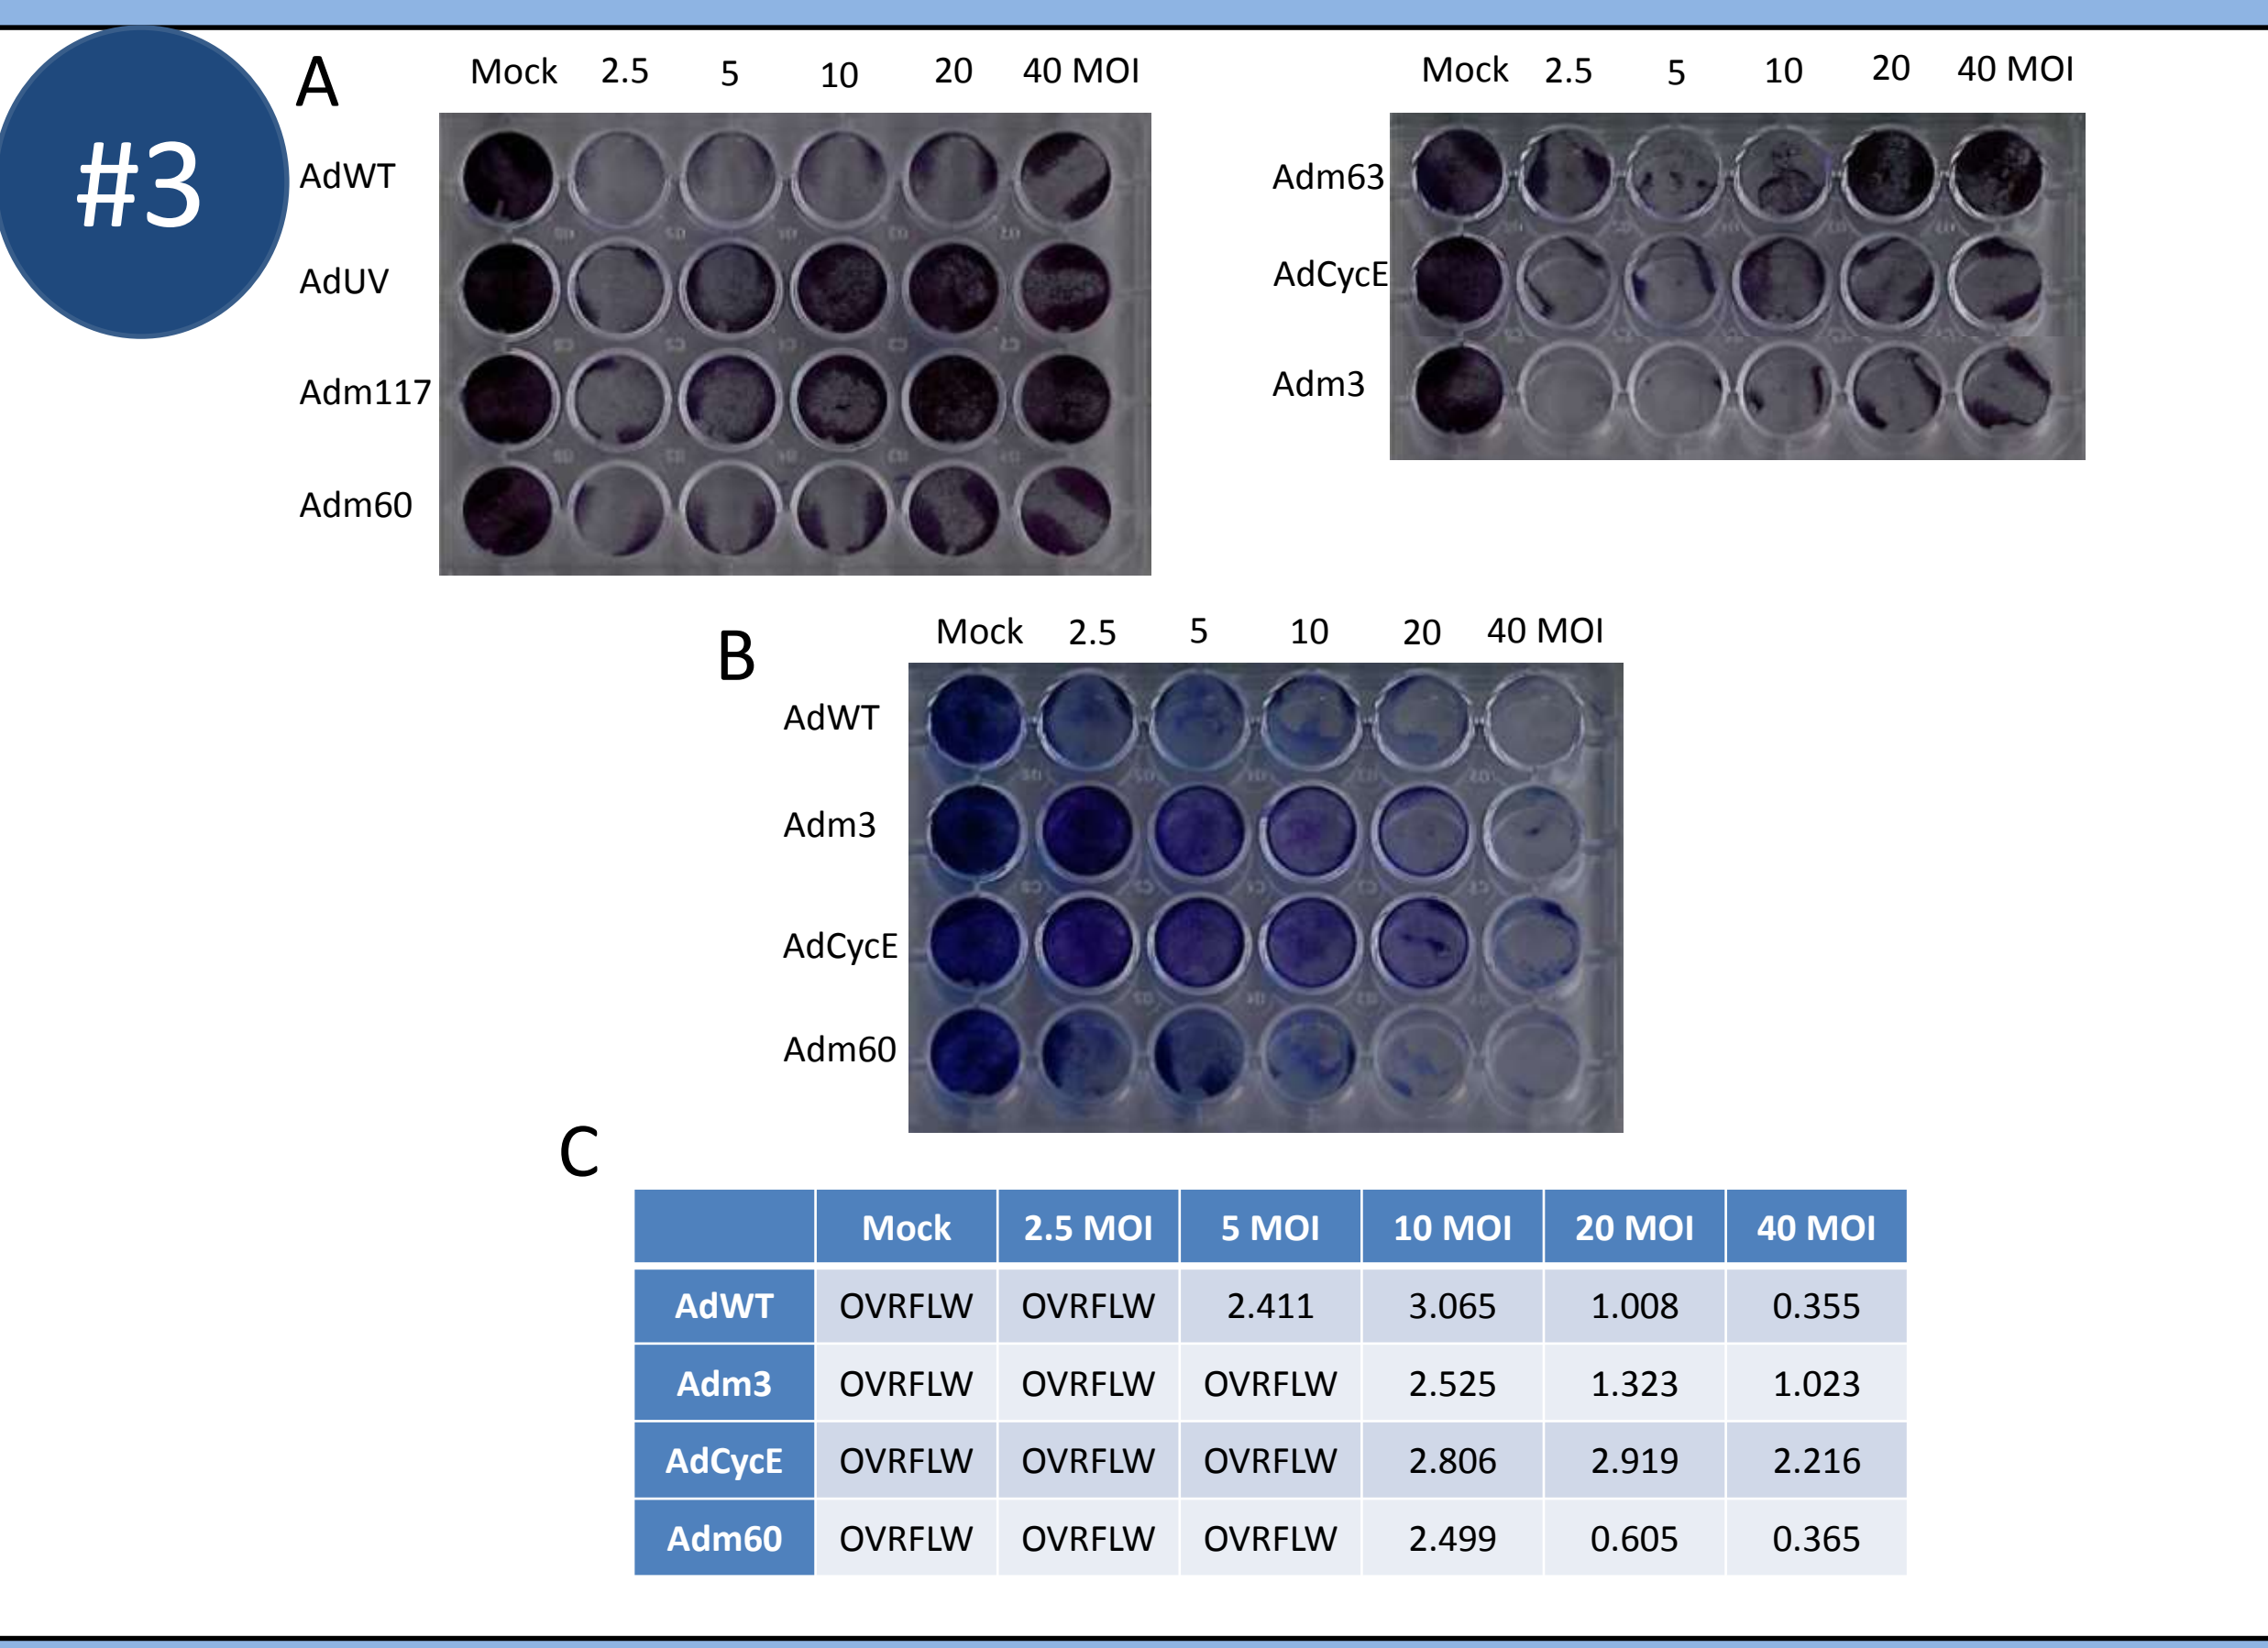 #3
A
Mock 2.5 5 10 20 40 MOI
AdWT
AdUV
Adm117
Adm60
Mock 2.5 5 10 20 40 MOI
Adm63
AdCycE
Adm3
B
Mock 2.5 5 10 20 40 MOI
AdWT
Adm3
AdCycE
Adm60
C
Mock 2.5 MOI 5 MOI 10 MOI 20 MOI 40 MOI
AdWT OVRFLW OVRFLW 2.411 3.065 1.008 0.355
Adm3 OVRFLW OVRFLW OVRFLW 2.525 1.323 1.023
AdCycE OVRFLW OVRFLW OVRFLW 2.806 2.919 2.216
Adm60 OVRFLW OVRFLW OVRFLW 2.499 0.605 0.365